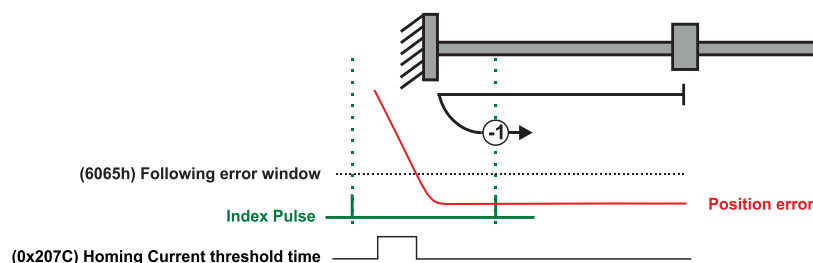 -1
(6065h) Following error window
Position error
Index Pulse
(0x207C) Homing Current threshold time